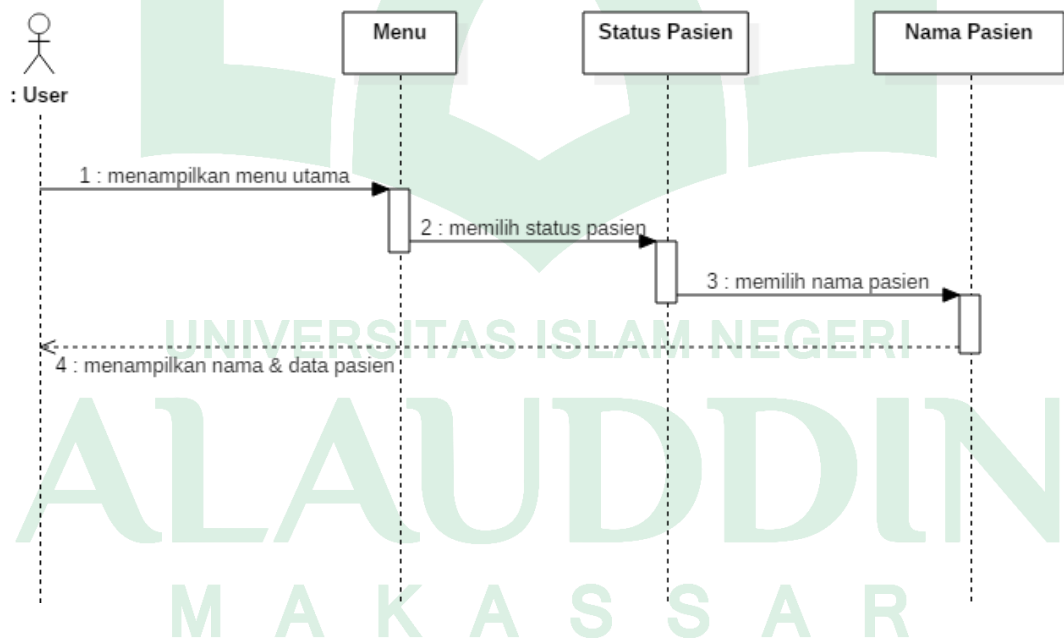 Menu
Status Pasien
Nama Pasien
: User
1 : menampilkan menu utama
2 : memilih status pasien
3 : memilih nama pasien
UNIVERSITAS ISLAM NEGERI
4 : menampilkan nama & data pasien
ALAUDDIN
MAKASSAR